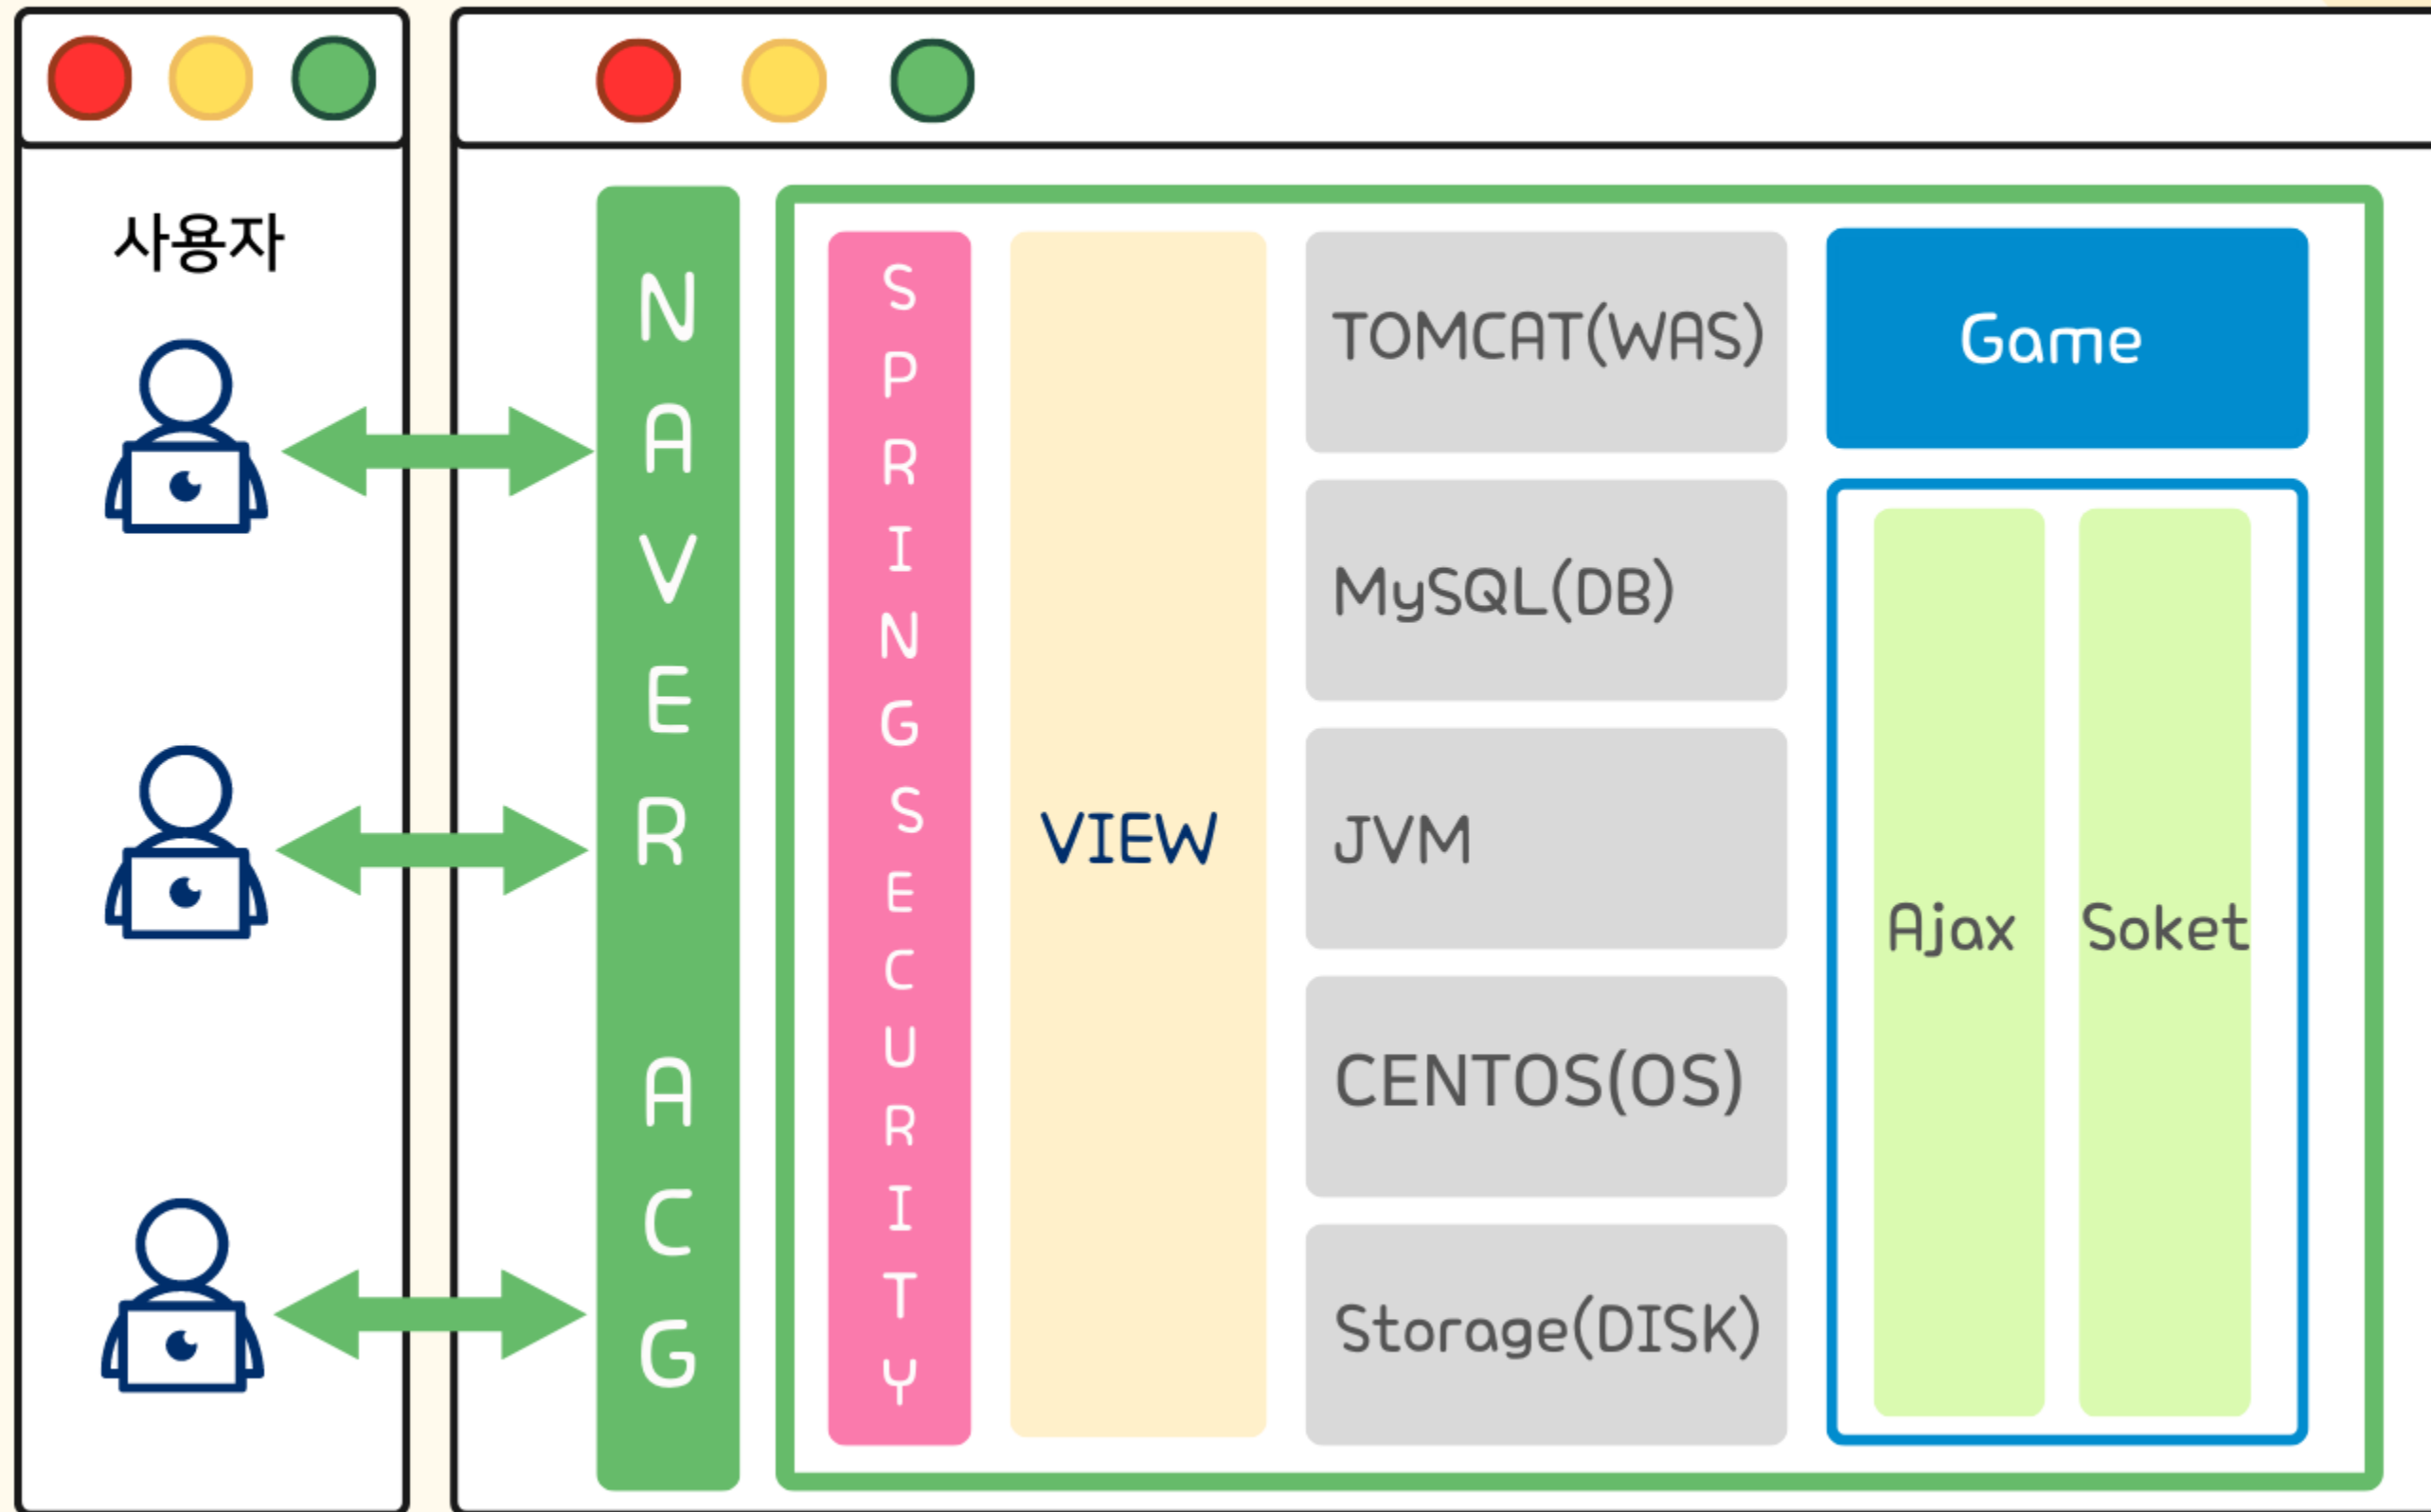 사용자
NAVER ACG
SPRINGSECURITY
VIEW
TOMCAT(WAS)
MySQL(DB)
JVM
CENTOS(OS)
Storage(DISK)
Game
Ajax
Soket